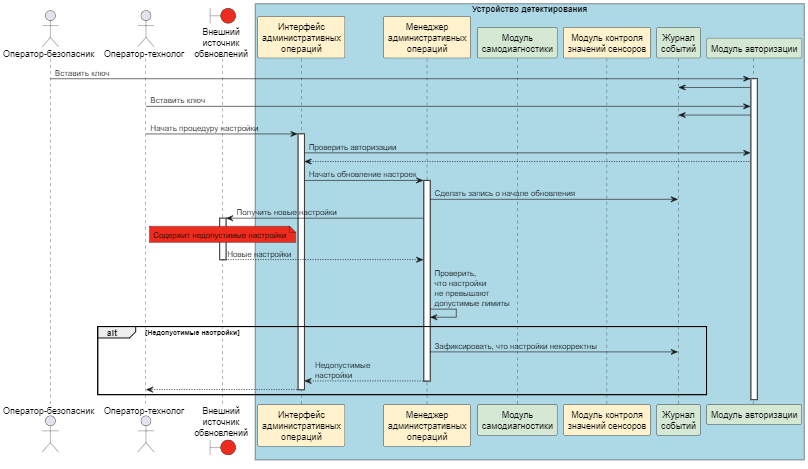 Устройство детектирования
Оператор-безопасник
Оператор-технолог
Внешний
источник
обвновлений
Интерфейс
административных
операций
Менеджер
административных
операций
Модуль
самодиагностики
Модуль контроля
значений сенсоров
Журнал
событий
Модуль авторизации
Вставить ключ
Вставить ключ
Начать процедуру настройки
Проверить авторизации
Начать обновление настроек
Сделать запись о начале обновления
Получить новые настройки
Содержит недопустимые настройки
Новые настройки
Проверить,
что настройки
не превышают
допустимые лимиты
alt
[Недопустимые настройки]
Зафиксировать, что настройки некорректны
Недопустимые
настройки
Оператор-безопасник
Оператор-технолог
Внешний
источник
обвновлений
Интерфейс
административных
операций
Менеджер
административных
операций
Модуль
самодиагностики
Модуль контроля
значений сенсоров
Журнал
событий
Модуль авторизации